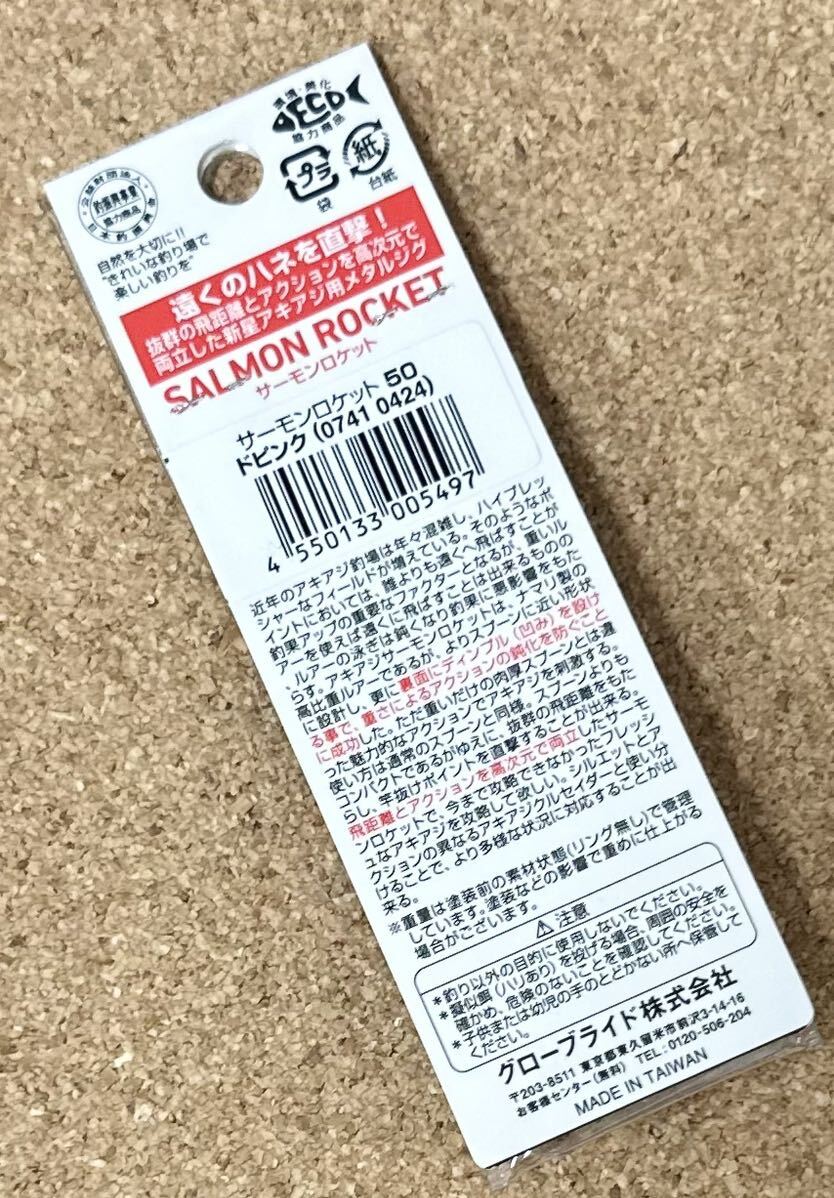 環境・美化
ECO
協力商品
プラ
袋
紙
台紙
公益財団法人
釣振興事業
協力商品
日本釣振興会
自然を大切に!!
"きれいな釣り場で
楽しい釣りを"
遠くのハネを直撃！
抜群の飛距離とアクションを高次元で
両立した新星アキアジ用メタルジグ
SALMON ROCKET
サーモンロケット
サーモンロケット 50
ドピンク (0741 0424)
4 550133 005497
近年のアキアジ釣場は年々混雑し、ハイプレッ
シャーなフィールドが増えている。そのようなポ
イントにおいては、誰よりも遠くへ飛ばすことが
釣果アップの重要なファクターとなるが、重いル
アーを使えば遠くに飛ばすことは出来るものの
、ルアーの泳ぎは鈍くなり釣果に悪影響をもた
らす。アキアジサーモンロケットは、ナマリ製の
高比重ルアーであるが、よりスプーンに近い形状
に設計し、更に裏面にディンプル(凹み)を設け
る事で、重さによるアクションの鈍化を防ぐこと
に成功した。ただ重いだけの肉厚スプーンとは違
った魅力的なアクションでアキアジを刺激する。
使い方は通常のスプーンと同様。スプーンよりも
コンパクトであるがゆえに、抜群の飛距離をもた
らし、竿抜けポイントを直撃することが出来る。
飛距離とアクションを高次元で両立したサーモ
ンロケットで、今まで攻略できなかったフレッシ
ュなアキアジを攻略して欲しい。シルエットとア
クションの異なるアキアジクルセイダーと使い分
けることで、より多様な状況に対応することが出
来る。
※重量は塗装前の素材状態(リング無し)で管理
しています。塗装などの影響で重めに仕上がる
場合がございます。
⚠注意
*釣り以外の目的に使用しないでください。
*擬似餌(ハリあり)を投げる場合、周囲の安全を
確かめ、危険のないことを確認してください。
*子供または幼児の手のとどかない所へ保管して
ください。
グローブライド株式会社
〒203-8511 東京都東久留米市前沢3-14-16
お客様センター(無料) TEL：0120-506-204
MADE IN TAIWAN